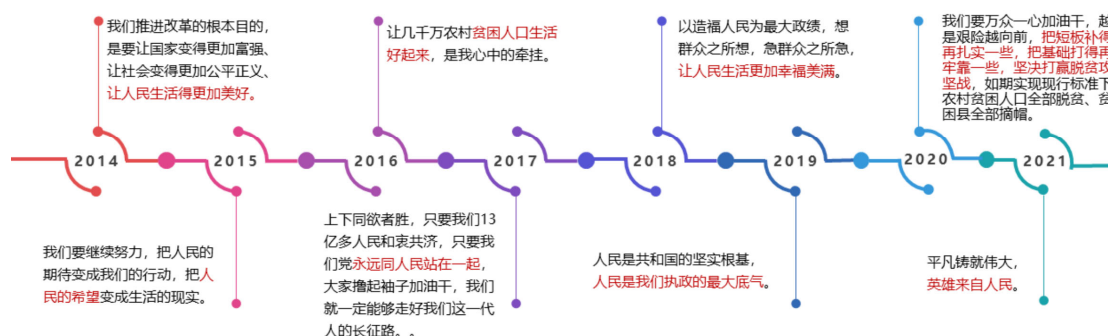 我们推进改革的根本目的,
是要让国家变得更加富强、
让社会变得更加公平正义、
让人民生活得更加美好。
让几千万农村贫困人口生活
好起来，是我心中的牵挂。
以造福人民为最大政绩，想
群众之所想，急群众之所急,
让人民生活更加幸福美满。
我们要万众一心加油干，越
是艰险越向前，把短板补得
再扎实一些，把基础打得再
牢靠一些，坚决打赢脱贫攻
坚战，如期实现现行标准下
农村贫困人口全部脱贫、贫
困县全部摘帽。
2014
2015
2016
2017
2018
2019
2020
2021
我们要继续努力，把人民的
期待变成我们的行动，把人
民的希望变成生活的现实。
上下同欲者胜，只要我们13
亿多人民和衷共济，只要我
们党永远同人民站在一起，
大家撸起袖子加油干，我们
就一定能够走好我们这一代
人的长征路。。
人民是共和国的坚实根基，
人民是我们执政的最大底气。
平凡铸就伟大，
英雄来自人民。